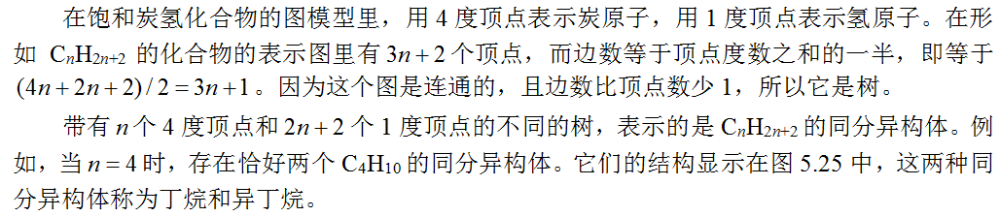 在饱和炭氢化合物的图模型里，用 4 度顶点表示炭原子，用 1 度顶点表示氢原子。在形
如 CnH2n+2 的化合物的表示图里有 3n + 2 个顶点，而边数等于顶点度数之和的一半，即等于
(4n + 2n + 2) / 2 = 3n + 1。因为这个图是连通的，且边数比顶点数少 1，所以它是树。
带有 n 个 4 度顶点和 2n + 2 个 1 度顶点的不同的树，表示的是 CnH2n+2 的同分异构体。例
如，当 n = 4 时，存在恰好两个 C4H10 的同分异构体。它们的结构显示在图 5.25 中，这两种同
分异构体称为丁烷和异丁烷。